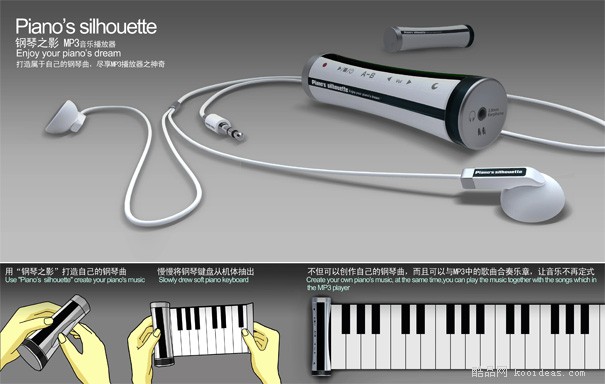 Piano's silhouette
钢琴之影 MP3音乐播放器
Enjoy your piano's dream
打造属于自己的钢琴曲，尽享MP3播放器之神奇
A-B
Vol
Piano's silhouette
Piano's silhouette
用“钢琴之影”打造自己的钢琴曲
Use "Piano's silhouette" create your piano's music
慢慢将钢琴键盘从机体抽出
Slowly drew soft piano keyboard
不但可以创作自己的钢琴曲，而且可以与MP3中的歌曲合奏乐章，让音乐不再定式
Create your own piano's music, at the same time,you can play the music together with the songs which in
the MP3 player
酷品网 kooideas.com